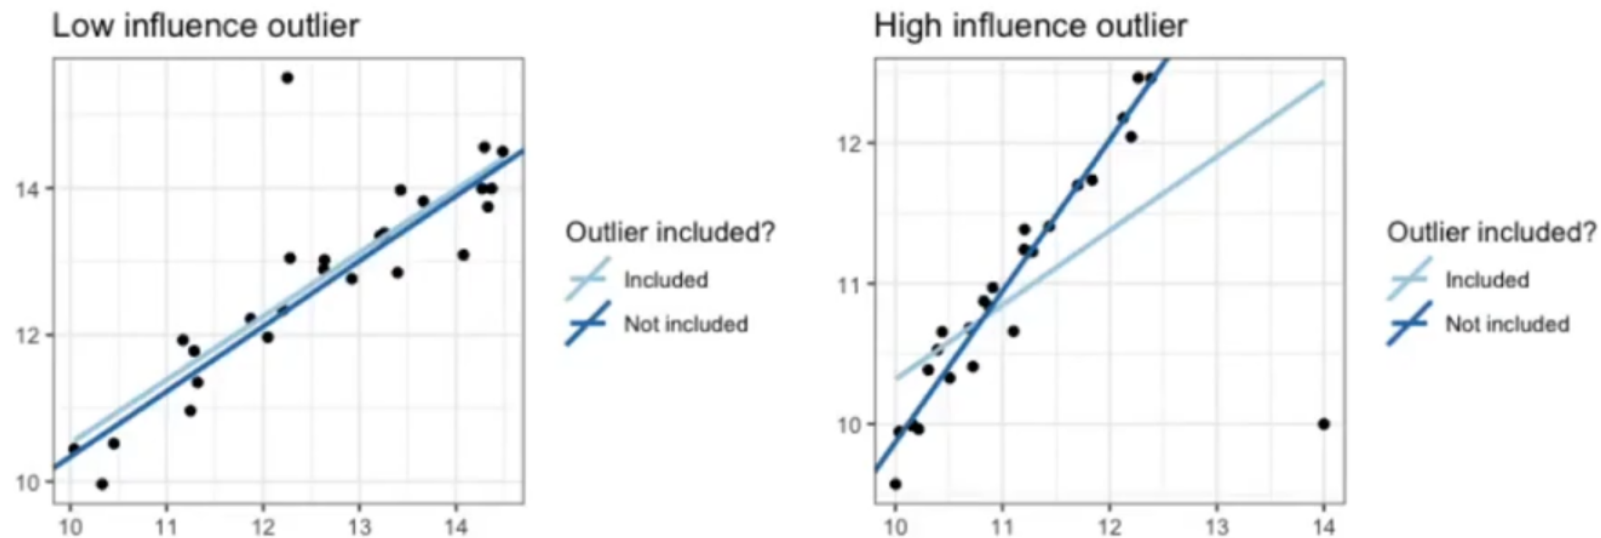 Low influence outlier
14
12
10
10 11 12 13 14
Outlier included?
Included
Not included
High influence outlier
12
11
10
10 11 12 13 14
Outlier included?
Included
Not included